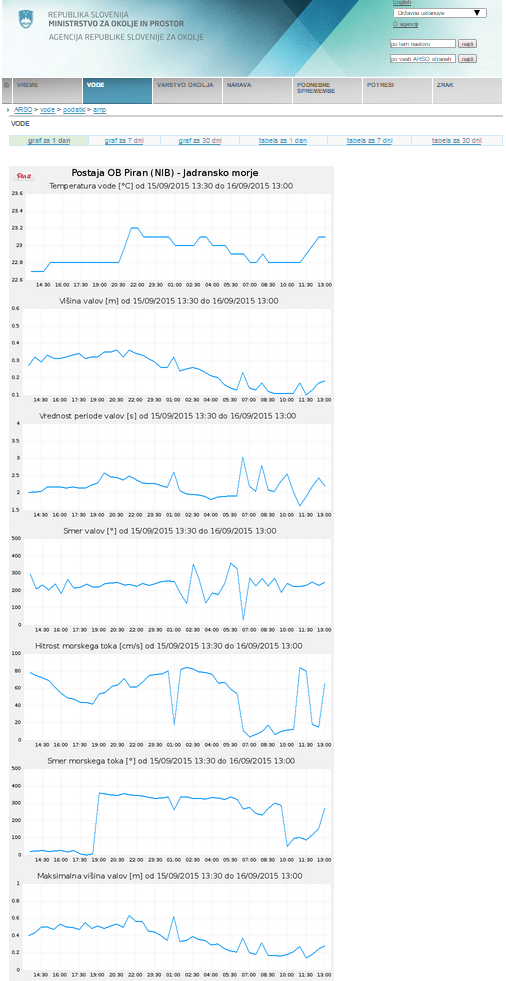 English
REPUBLIKA SLOVENIJA
MINISTRSTVO ZA OKOLJE IN PROSTOR
AGENCIJA REPUBLIKE SLOVENIJE ZA OKOLJE
Državne ustanove
O agenciji
po tem naslovu najdi
po vseh ARSO straneh najdi
VREME VODE VARSTVO OKOLJA NARAVA PODNEBNE SPREMEMBE POTRESI ZRAK
ARSO > vode > podatki > amp
VODE
graf za 1 dan graf za 7 dni graf za 30 dni tabela za 1 dan tabela za 7 dni tabela za 30 dni
Pinit
Postaja OB Piran (NIB) - Jadransko morje
Temperatura vode [°C] od 15/09/2015 13:30 do 16/09/2015 13:00
23.6
23.4
23.2
23
22.8
22.6
14:30 16:00 17:30 19:00 20:30 22:00 23:30 01:00 02:30 04:00 05:30 07:00 08:30 10:00 11:30 13:00
Višina valov [m] od 15/09/2015 13:30 do 16/09/2015 13:00
0.6
0.5
0.4
0.3
0.2
0.1
14:30 16:00 17:30 19:00 20:30 22:00 23:30 01:00 02:30 04:00 05:30 07:00 08:30 10:00 11:30 13:00
Vrednost periode valov [s] od 15/09/2015 13:30 do 16/09/2015 13:00
4
3.5
3
2.5
2
1.5
14:30 16:00 17:30 19:00 20:30 22:00 23:30 01:00 02:30 04:00 05:30 07:00 08:30 10:00 11:30 13:00
Smer valov [°] od 15/09/2015 13:30 do 16/09/2015 13:00
500
400
300
200
100
0
14:30 16:00 17:30 19:00 20:30 22:00 23:30 01:00 02:30 04:00 05:30 07:00 08:30 10:00 11:30 13:00
Hitrost morskega toka [cm/s] od 15/09/2015 13:30 do 16/09/2015 13:00
100
80
60
40
20
0
14:30 16:00 17:30 19:00 20:30 22:00 23:30 01:00 02:30 04:00 05:30 07:00 08:30 10:00 11:30 13:00
Smer morskega toka [°] od 15/09/2015 13:30 do 16/09/2015 13:00
500
400
300
200
100
0
14:30 16:00 17:30 19:00 20:30 22:00 23:30 01:00 02:30 04:00 05:30 07:00 08:30 10:00 11:30 13:00
Maksimalna višina valov [m] od 15/09/2015 13:30 do 16/09/2015 13:00
1
0.8
0.6
0.4
0.2
0
14:30 16:00 17:30 19:00 20:30 22:00 23:30 01:00 02:30 04:00 05:30 07:00 08:30 10:00 11:30 13:00